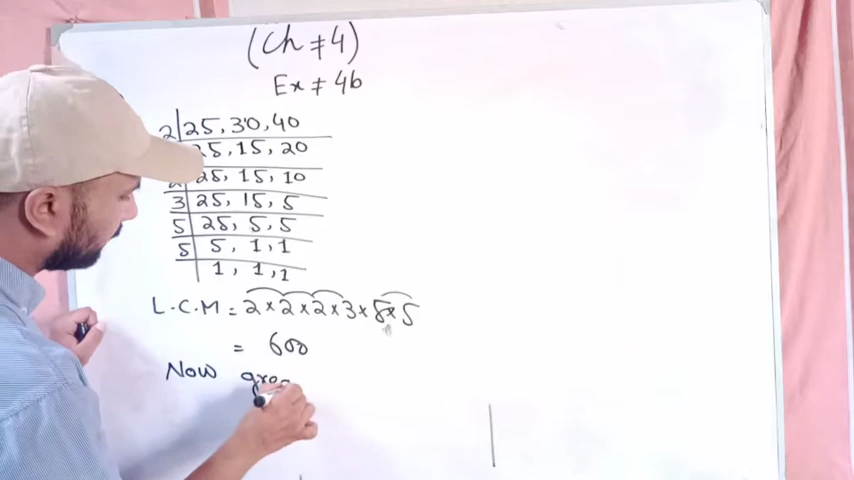 (Ch ≠ 4)
Ex ≠ 4b
2 25, 30, 40
25, 15, 20
2 25, 15, 10
3 25, 15, 5
5 25, 5, 5
5 5, 1, 1
1, 1, 1
L.C.M = 2 × 2 × 2 × 3 × 5 × 5
= 600
Now grea